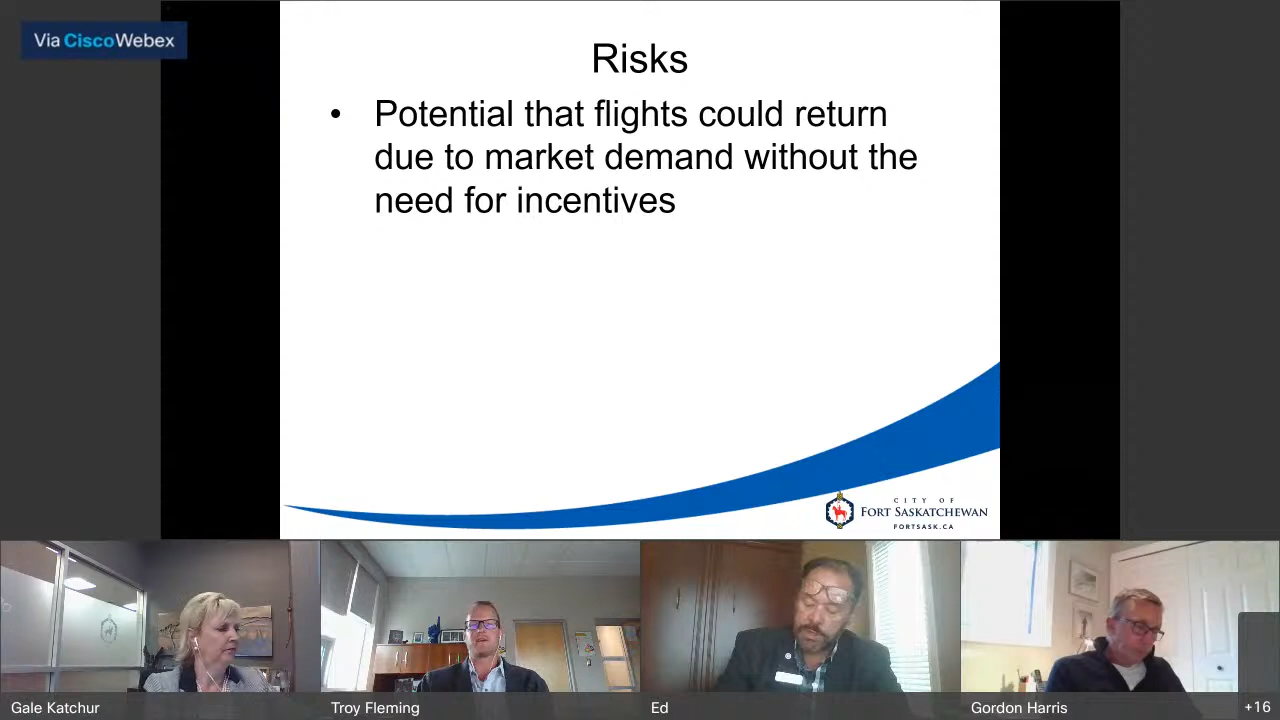 Via CiscoWebex
Risks
• Potential that flights could return
due to market demand without the
need for incentives
CITY OF
FORT SASKATCHEWAN
FORTSASK.CA
Gale Katchur
Troy Fleming
Ed
Gordon Harris
+16